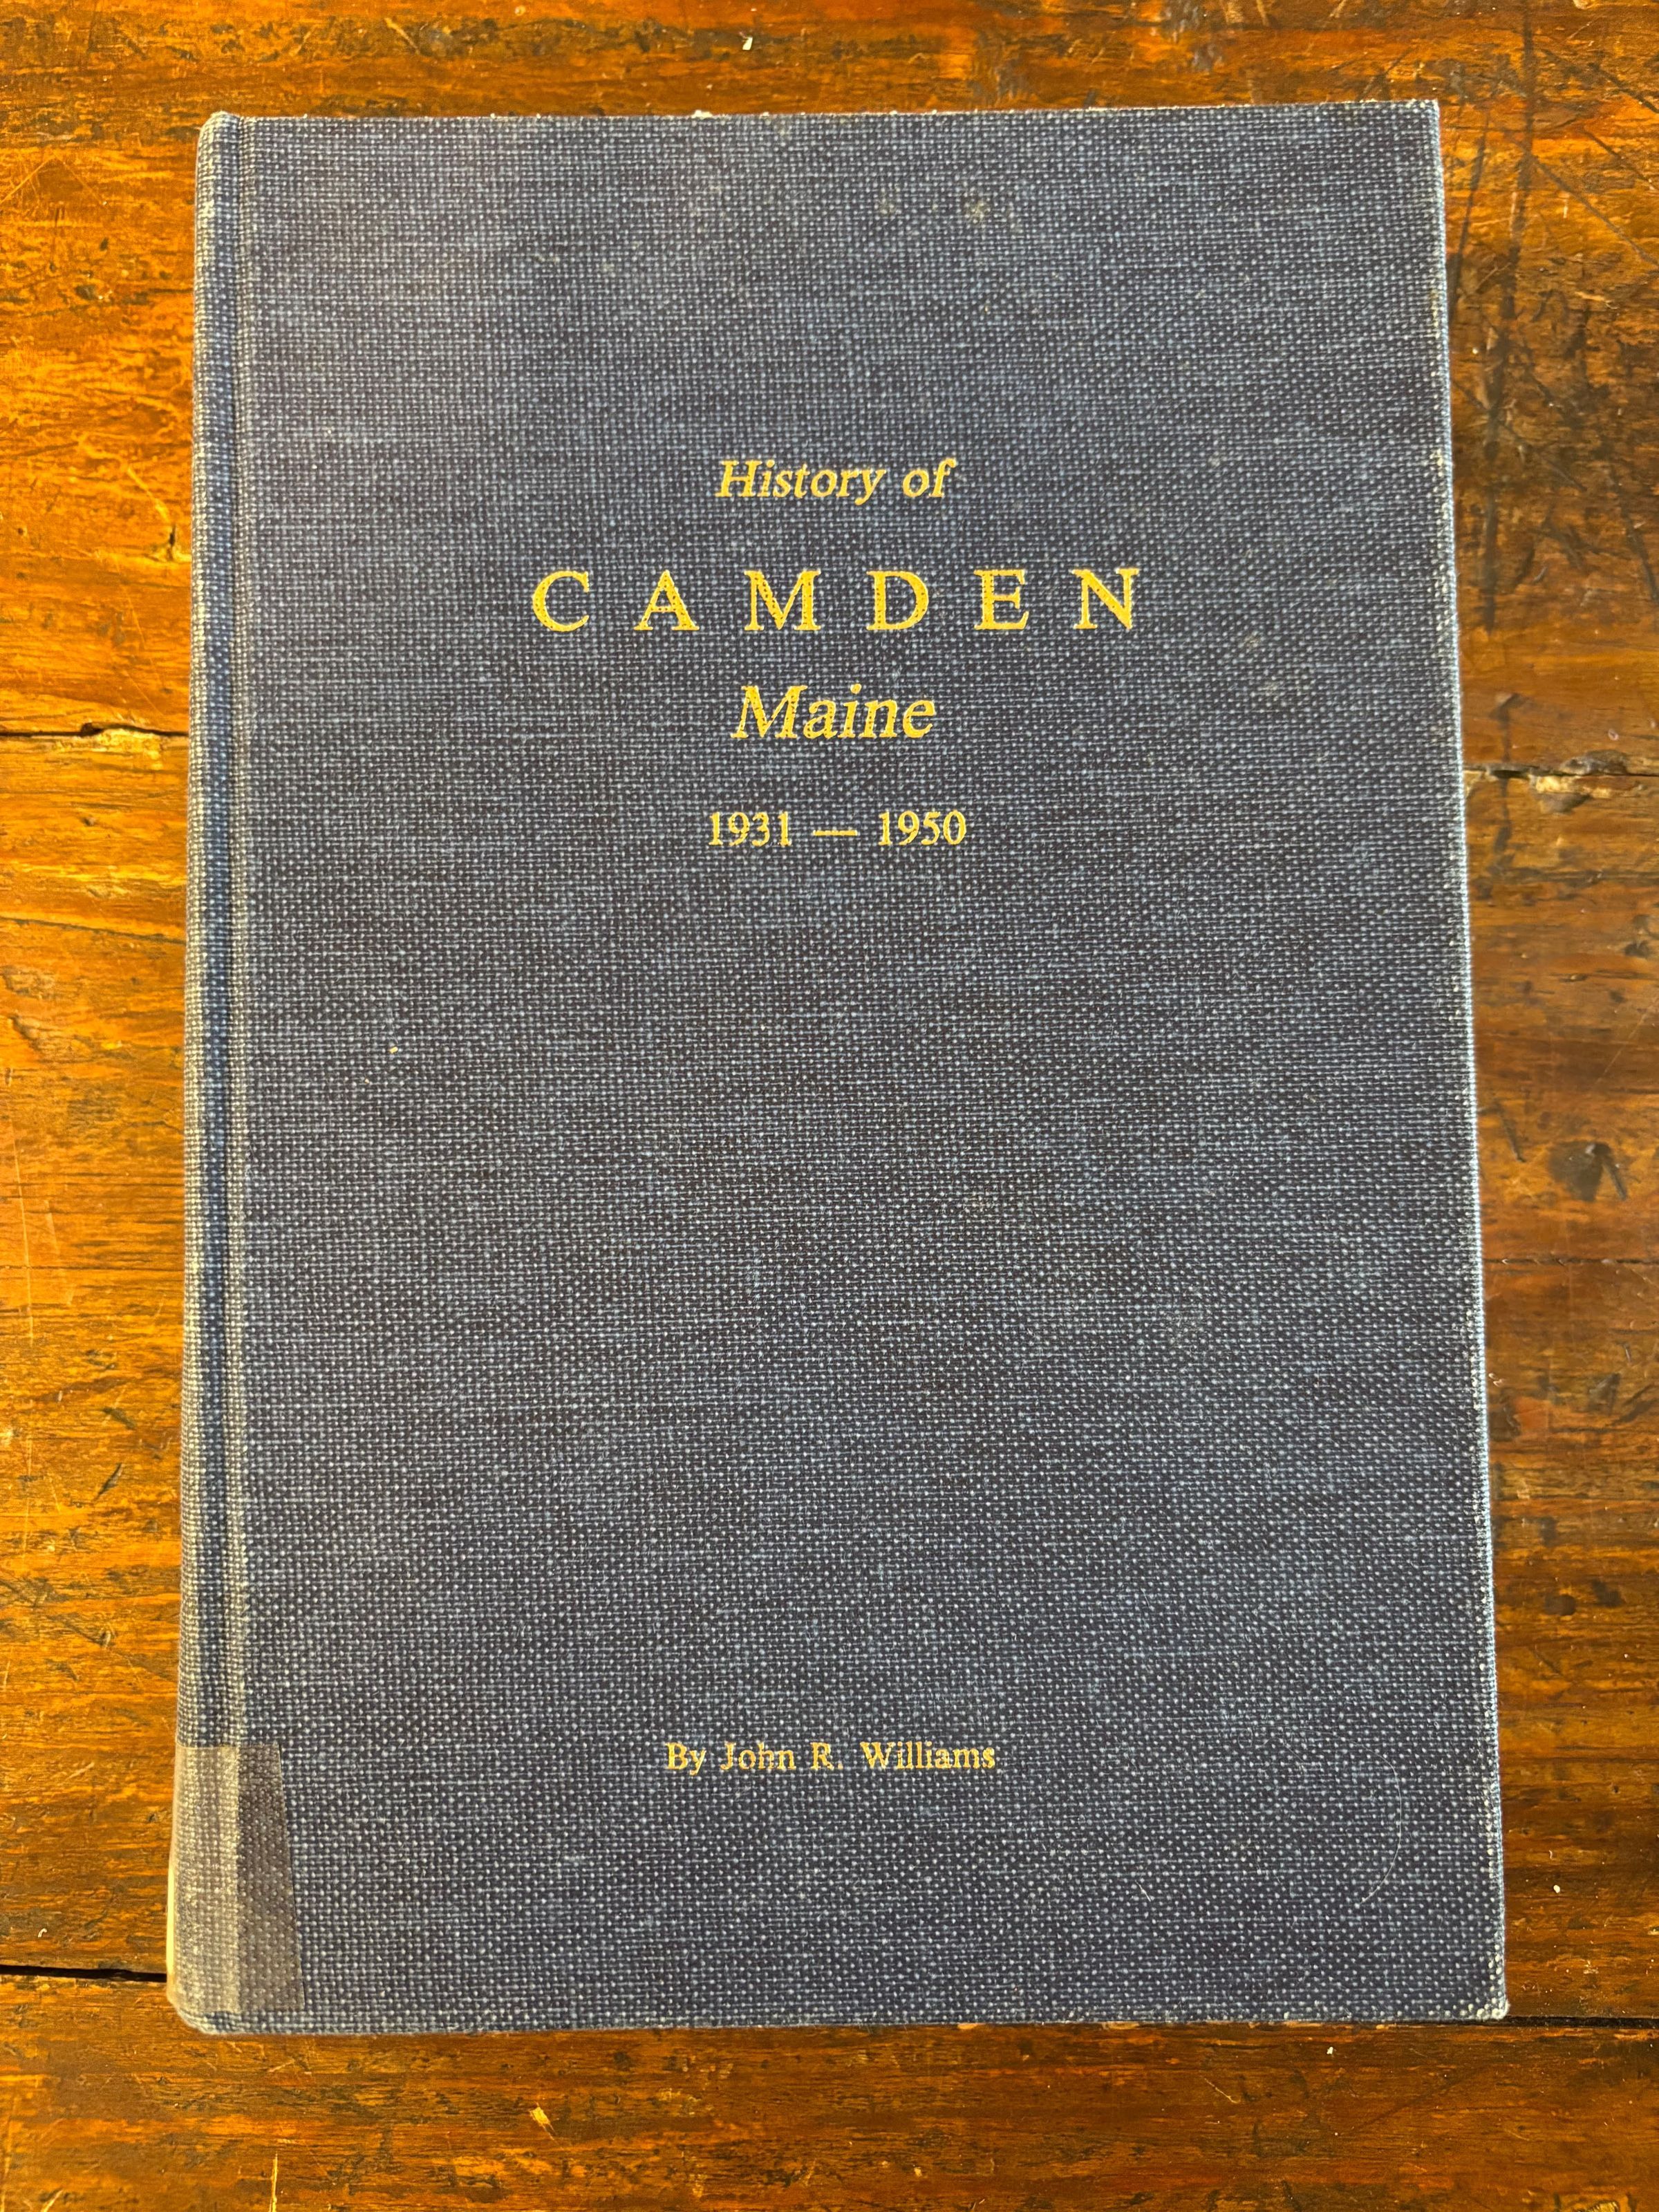 History of
CAMDEN
Maine
1931 — 1950
By John R. Williams